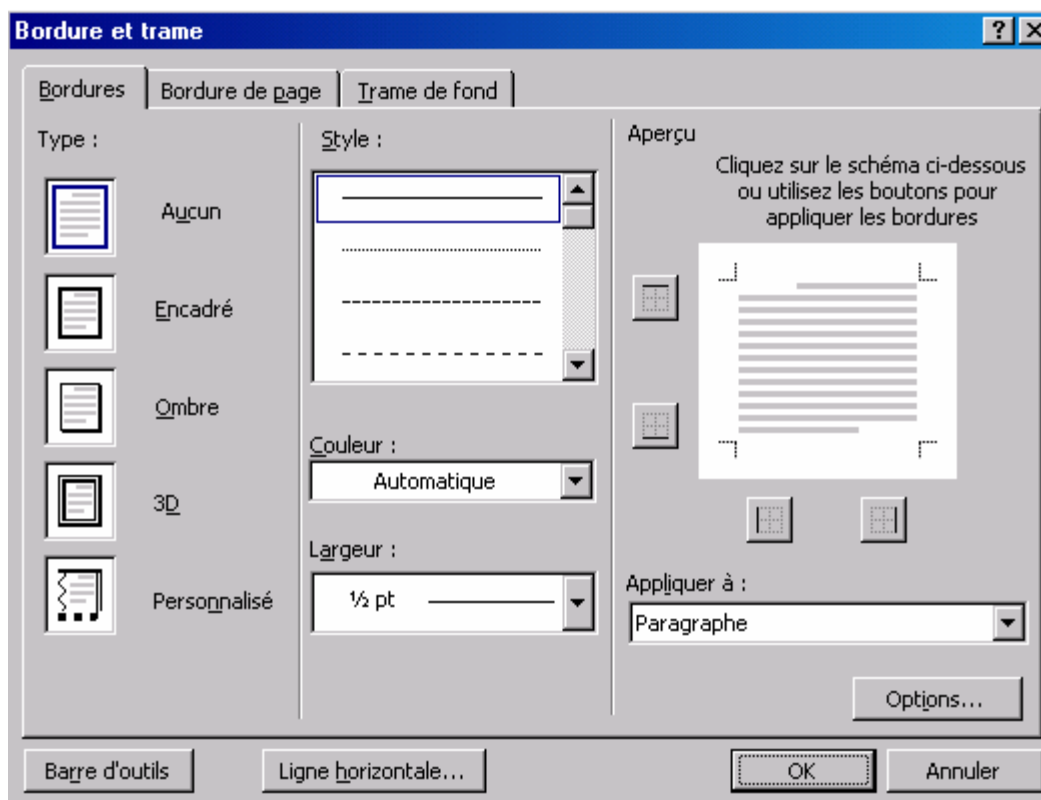 Bordure et trame
Bordures
Bordure de page
Trame de fond
Type :
Aucun
Encadré
Ombre
3D
Personnalisé
Style :
Couleur :
Automatique
Largeur :
½ pt
Aperçu
Cliquez sur le schéma ci-dessous
ou utilisez les boutons pour
appliquer les bordures
Appliquer à :
Paragraphe
Options...
Barre d'outils
Ligne horizontale...
OK
Annuler